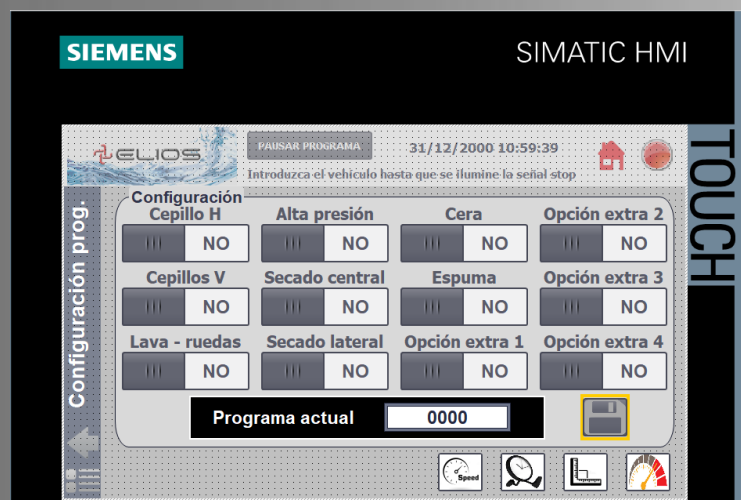 SIEMENS
SIMATIC HMI
TOUCH
ELIOS
PAUSAR PROGRAMA
31/12/2000 10:59:39
Introduzca el vehículo hasta que se ilumine la señal stop
Configuración prog.
Configuración
Cepillo H Alta presión Cera Opción extra 2
NO NO NO NO
Cepillos V Secado central Espuma Opción extra 3
NO NO NO NO
Lava - ruedas Secado lateral Opción extra 1 Opción extra 4
NO NO NO NO
Programa actual 0000
Speed